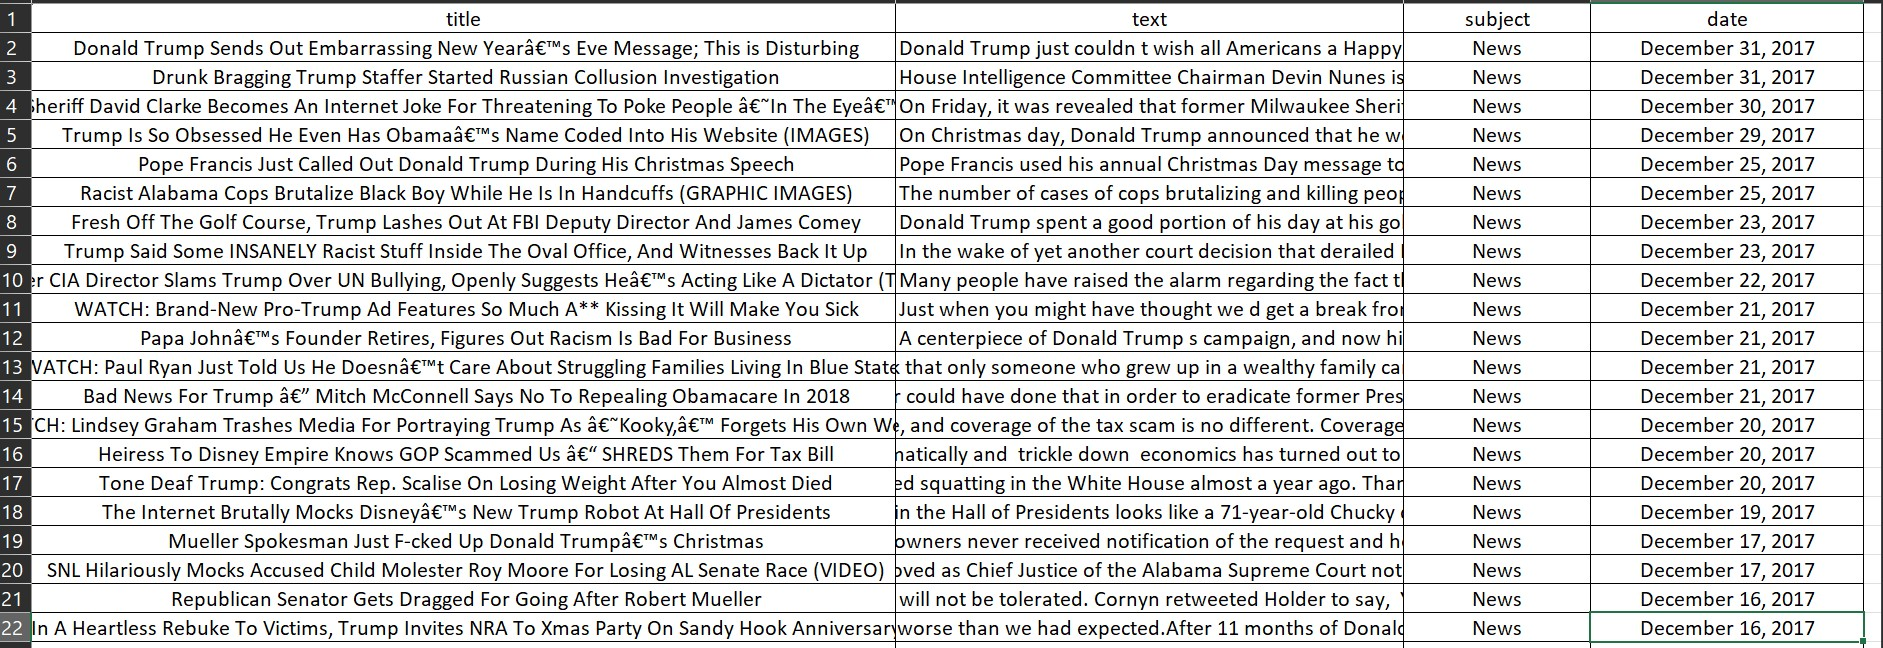 1 title text subject date
2 Donald Trump Sends Out Embarrassing New Yearâ€™s Eve Message; This is Disturbing Donald Trump just couldn t wish all Americans a Happy News December 31, 2017
3 Drunk Bragging Trump Staffer Started Russian Collusion Investigation House Intelligence Committee Chairman Devin Nunes is News December 31, 2017
4 Sheriff David Clarke Becomes An Internet Joke For Threatening To Poke People â€˜In The Eyeâ€™ On Friday, it was revealed that former Milwaukee Sherif News December 30, 2017
5 Trump Is So Obsessed He Even Has Obamaâ€™s Name Coded Into His Website (IMAGES) On Christmas day, Donald Trump announced that he w News December 29, 2017
6 Pope Francis Just Called Out Donald Trump During His Christmas Speech Pope Francis used his annual Christmas Day message to News December 25, 2017
7 Racist Alabama Cops Brutalize Black Boy While He Is In Handcuffs (GRAPHIC IMAGES) The number of cases of cops brutalizing and killing peop News December 25, 2017
8 Fresh Off The Golf Course, Trump Lashes Out At FBI Deputy Director And James Comey Donald Trump spent a good portion of his day at his go News December 23, 2017
9 Trump Said Some INSANELY Racist Stuff Inside The Oval Office, And Witnesses Back It Up In the wake of yet another court decision that derailed News December 23, 2017
10 er CIA Director Slams Trump Over UN Bullying, Openly Suggests Heâ€™s Acting Like A Dictator (T Many people have raised the alarm regarding the fact t News December 22, 2017
11 WATCH: Brand-New Pro-Trump Ad Features So Much A** Kissing It Will Make You Sick Just when you might have thought we d get a break fro News December 21, 2017
12 Papa Johnâ€™s Founder Retires, Figures Out Racism Is Bad For Business A centerpiece of Donald Trump s campaign, and now hi News December 21, 2017
13 WATCH: Paul Ryan Just Told Us He Doesnâ€™t Care About Struggling Families Living In Blue State that only someone who grew up in a wealthy family ca News December 21, 2017
14 Bad News For Trump â€” Mitch McConnell Says No To Repealing Obamacare In 2018 r could have done that in order to eradicate former Pres News December 21, 2017
15 TCH: Lindsey Graham Trashes Media For Portraying Trump As â€˜Kooky,â€™ Forgets His Own We , and coverage of the tax scam is no different. Coverage News December 20, 2017
16 Heiress To Disney Empire Knows GOP Scammed Us â€“ SHREDS Them For Tax Bill matically and trickle down economics has turned out to News December 20, 2017
17 Tone Deaf Trump: Congrats Rep. Scalise On Losing Weight After You Almost Died ed squatting in the White House almost a year ago. Than News December 20, 2017
18 The Internet Brutally Mocks Disneyâ€™s New Trump Robot At Hall Of Presidents in the Hall of Presidents looks like a 71-year-old Chucky News December 19, 2017
19 Mueller Spokesman Just F-cked Up Donald Trumpâ€™s Christmas owners never received notification of the request and he News December 17, 2017
20 SNL Hilariously Mocks Accused Child Molester Roy Moore For Losing AL Senate Race (VIDEO) oved as Chief Justice of the Alabama Supreme Court not News December 17, 2017
21 Republican Senator Gets Dragged For Going After Robert Mueller will not be tolerated. Cornyn retweeted Holder to say, News December 16, 2017
22 In A Heartless Rebuke To Victims, Trump Invites NRA To Xmas Party On Sandy Hook Anniversary worse than we had expected.After 11 months of Donald News December 16, 2017